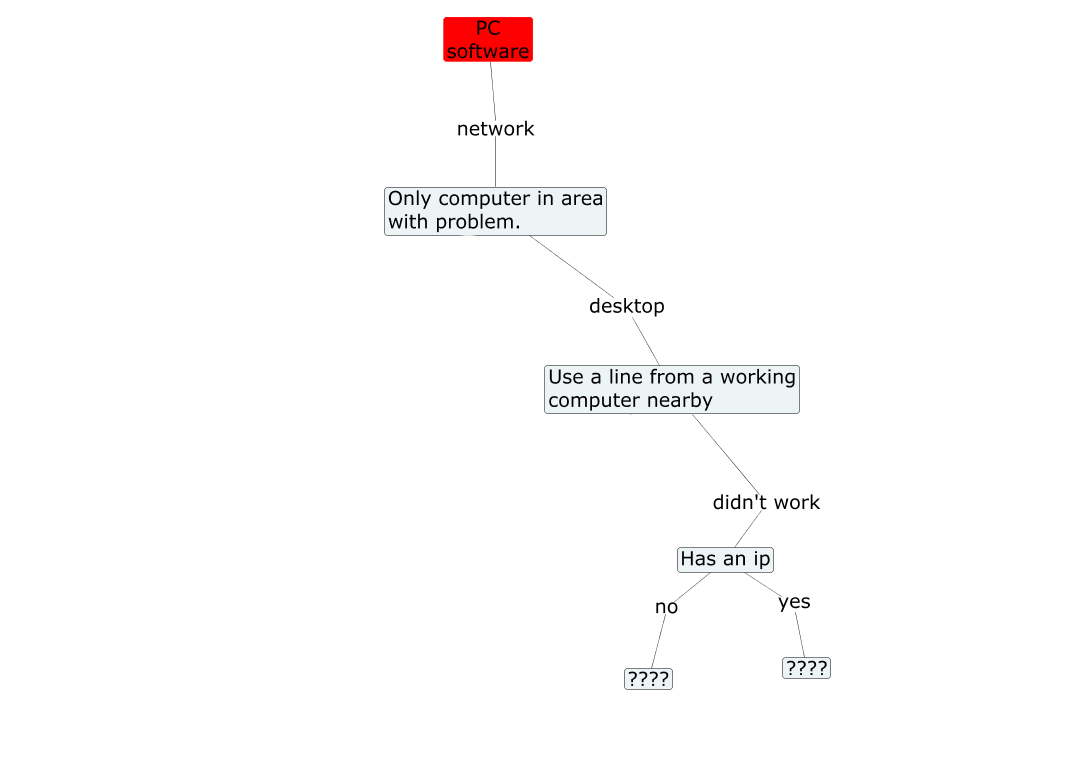 PC
software
network
Only computer in area
with problem.
desktop
Use a line from a working
computer nearby
didn't work
Has an ip
no
yes
????
????